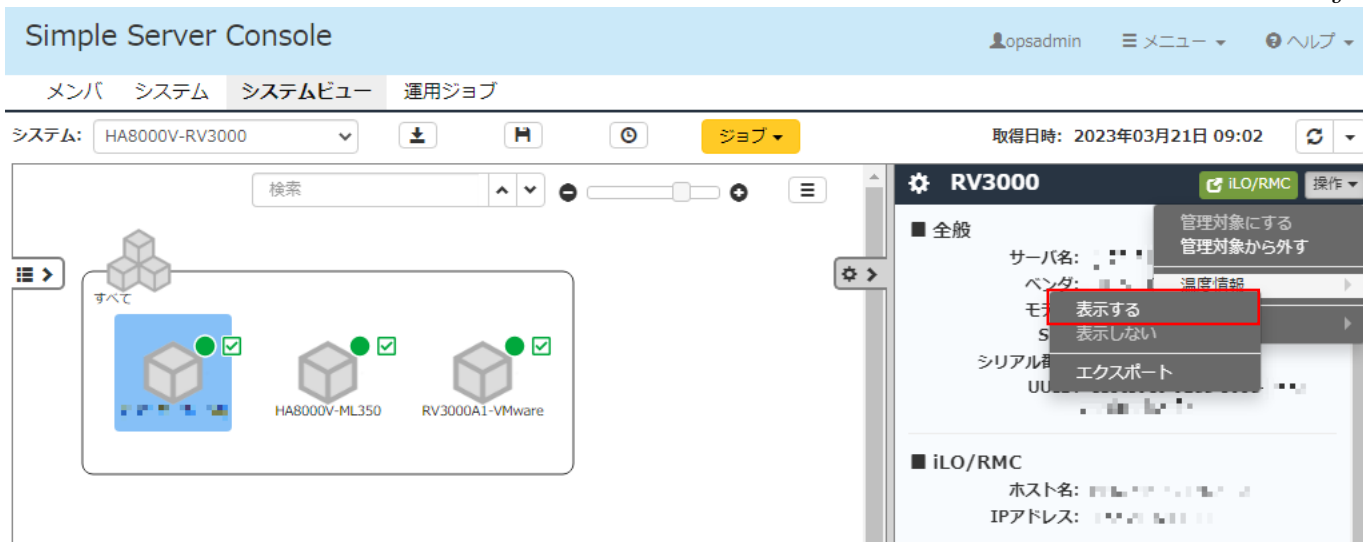 Simple Server Console
opsadmin メニュー ヘルプ
メンバ システム システムビュー 運用ジョブ
システム: HA8000V-RV3000 ジョブ 取得日時: 2023年03月21日 09:02
検索
すべて
HA8000V-ML350
RV3000A1-VMware
RV3000 iLO/RMC 操作
管理対象にする
管理対象から外す
温度情報
表示する
表示しない
エクスポート
■ 全般
サーバ名:
ベンダ:
シリアル番
■ iLO/RMC
ホスト名:
IPアドレス: